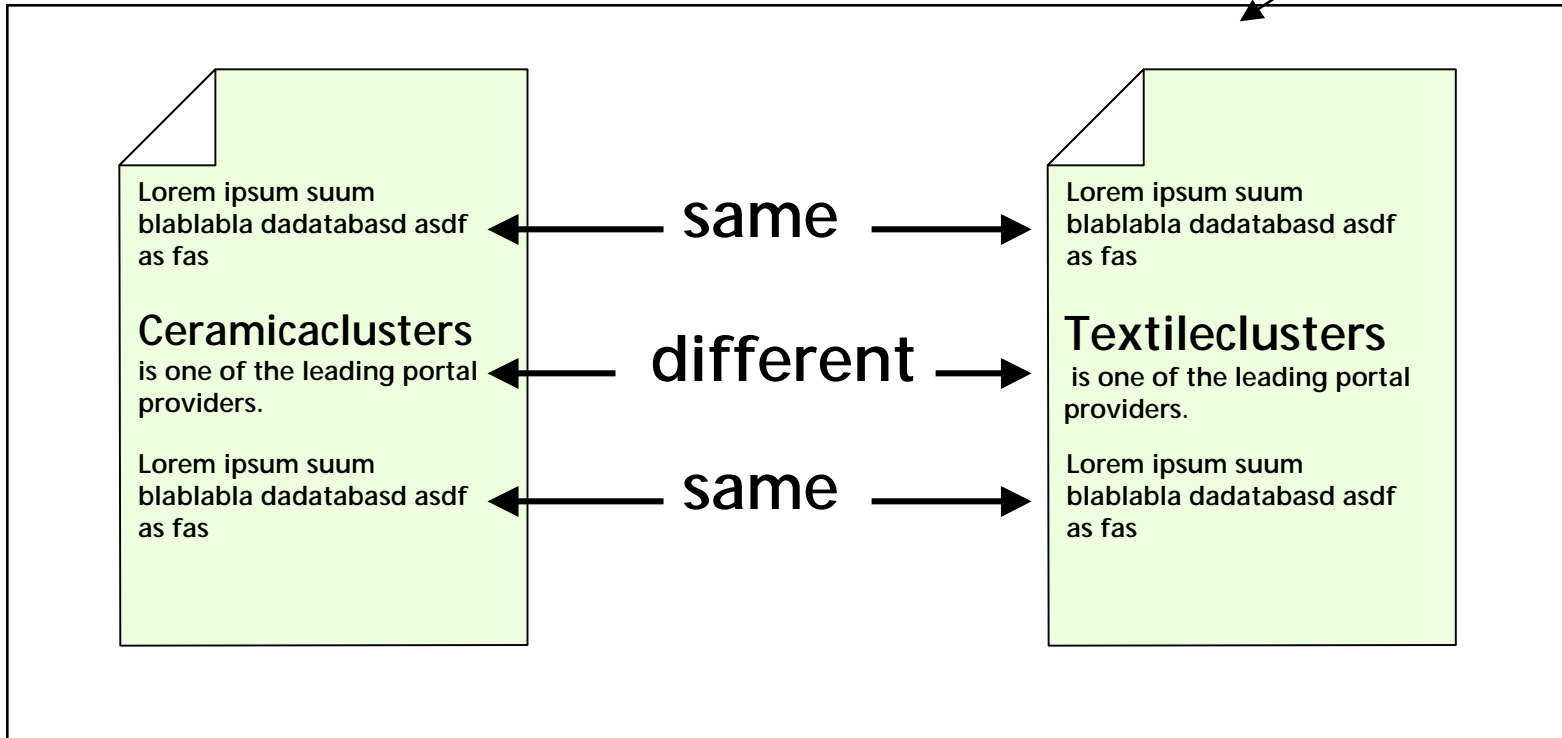 Lorem ipsum suum
blablabla dadatabasd asdf
as fas
Ceramicaclusters
is one of the leading portal
providers.
Lorem ipsum suum
blablabla dadatabasd asdf
as fas
same
different
same
Lorem ipsum suum
blablabla dadatabasd asdf
as fas
Textileclusters
is one of the leading portal
providers.
Lorem ipsum suum
blablabla dadatabasd asdf
as fas